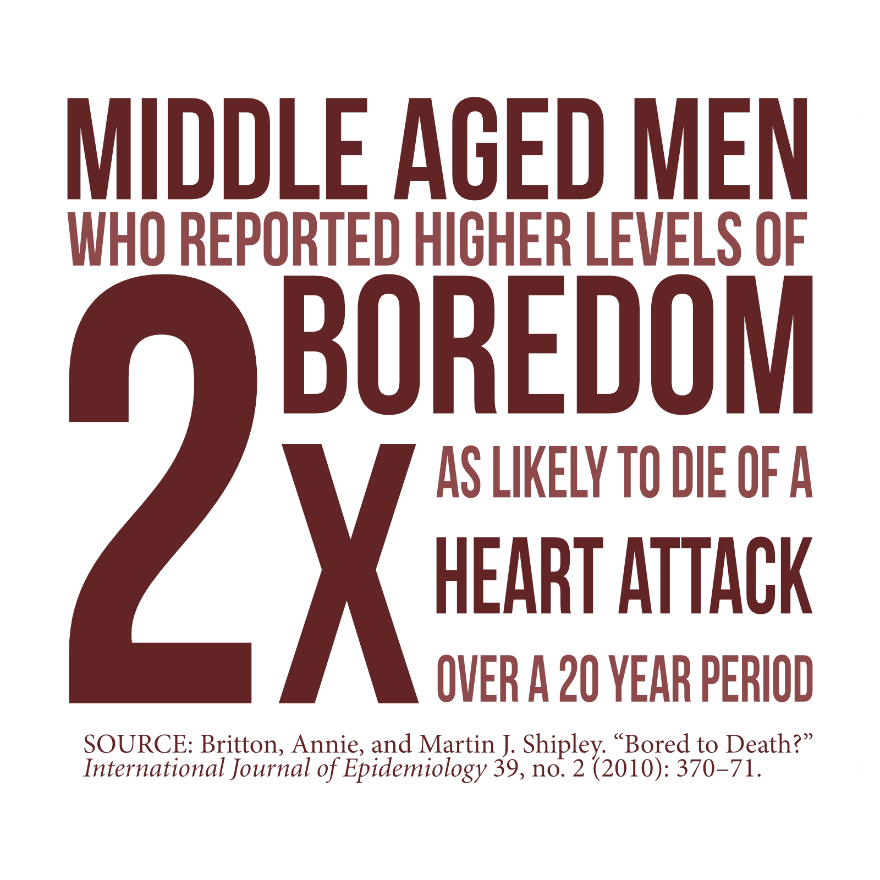 MIDDLE AGED MEN
WHO REPORTED HIGHER LEVELS OF
BOREDOM
2X
AS LIKELY TO DIE OF A
HEART ATTACK
OVER A 20 YEAR PERIOD
SOURCE: Britton, Annie, and Martin J. Shipley. “Bored to Death?”
International Journal of Epidemiology 39, no. 2 (2010): 370–71.